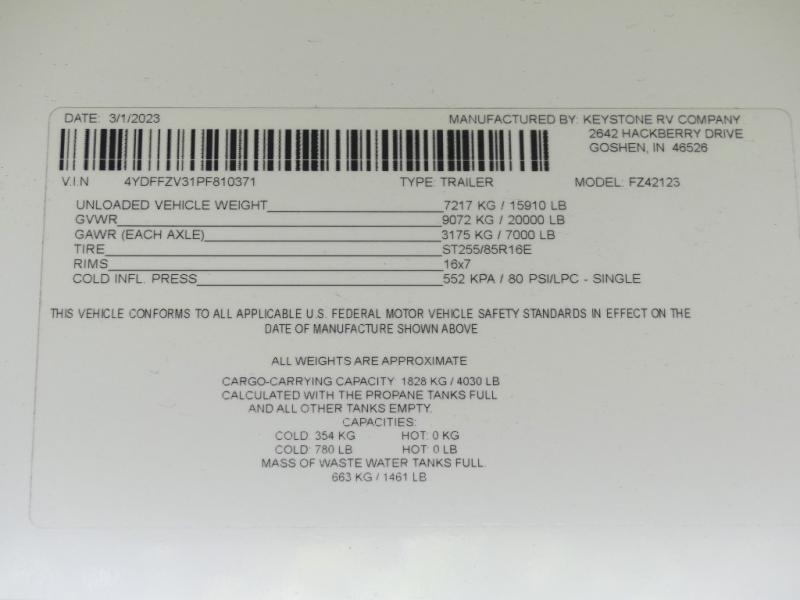 DATE: 3/1/2023 MANUFACTURED BY: KEYSTONE RV COMPANY
2642 HACKBERRY DRIVE
GOSHEN, IN 46526
V.I.N 4YDFFZV31PF810371 TYPE: TRAILER MODEL: FZ42123
UNLOADED VEHICLE WEIGHT 7217 KG / 15910 LB
GVWR 9072 KG / 20000 LB
GAWR (EACH AXLE) 3175 KG / 7000 LB
TIRE ST255/85R16E
RIMS 16x7
COLD INFL. PRESS 552 KPA / 80 PSI/LPC - SINGLE
THIS VEHICLE CONFORMS TO ALL APPLICABLE U.S. FEDERAL MOTOR VEHICLE SAFETY STANDARDS IN EFFECT ON THE
DATE OF MANUFACTURE SHOWN ABOVE
ALL WEIGHTS ARE APPROXIMATE
CARGO-CARRYING CAPACITY 1828 KG / 4030 LB
CALCULATED WITH THE PROPANE TANKS FULL
AND ALL OTHER TANKS EMPTY.
CAPACITIES:
COLD: 354 KG HOT: 0 KG
COLD: 780 LB HOT: 0 LB
MASS OF WASTE WATER TANKS FULL.
663 KG / 1461 LB